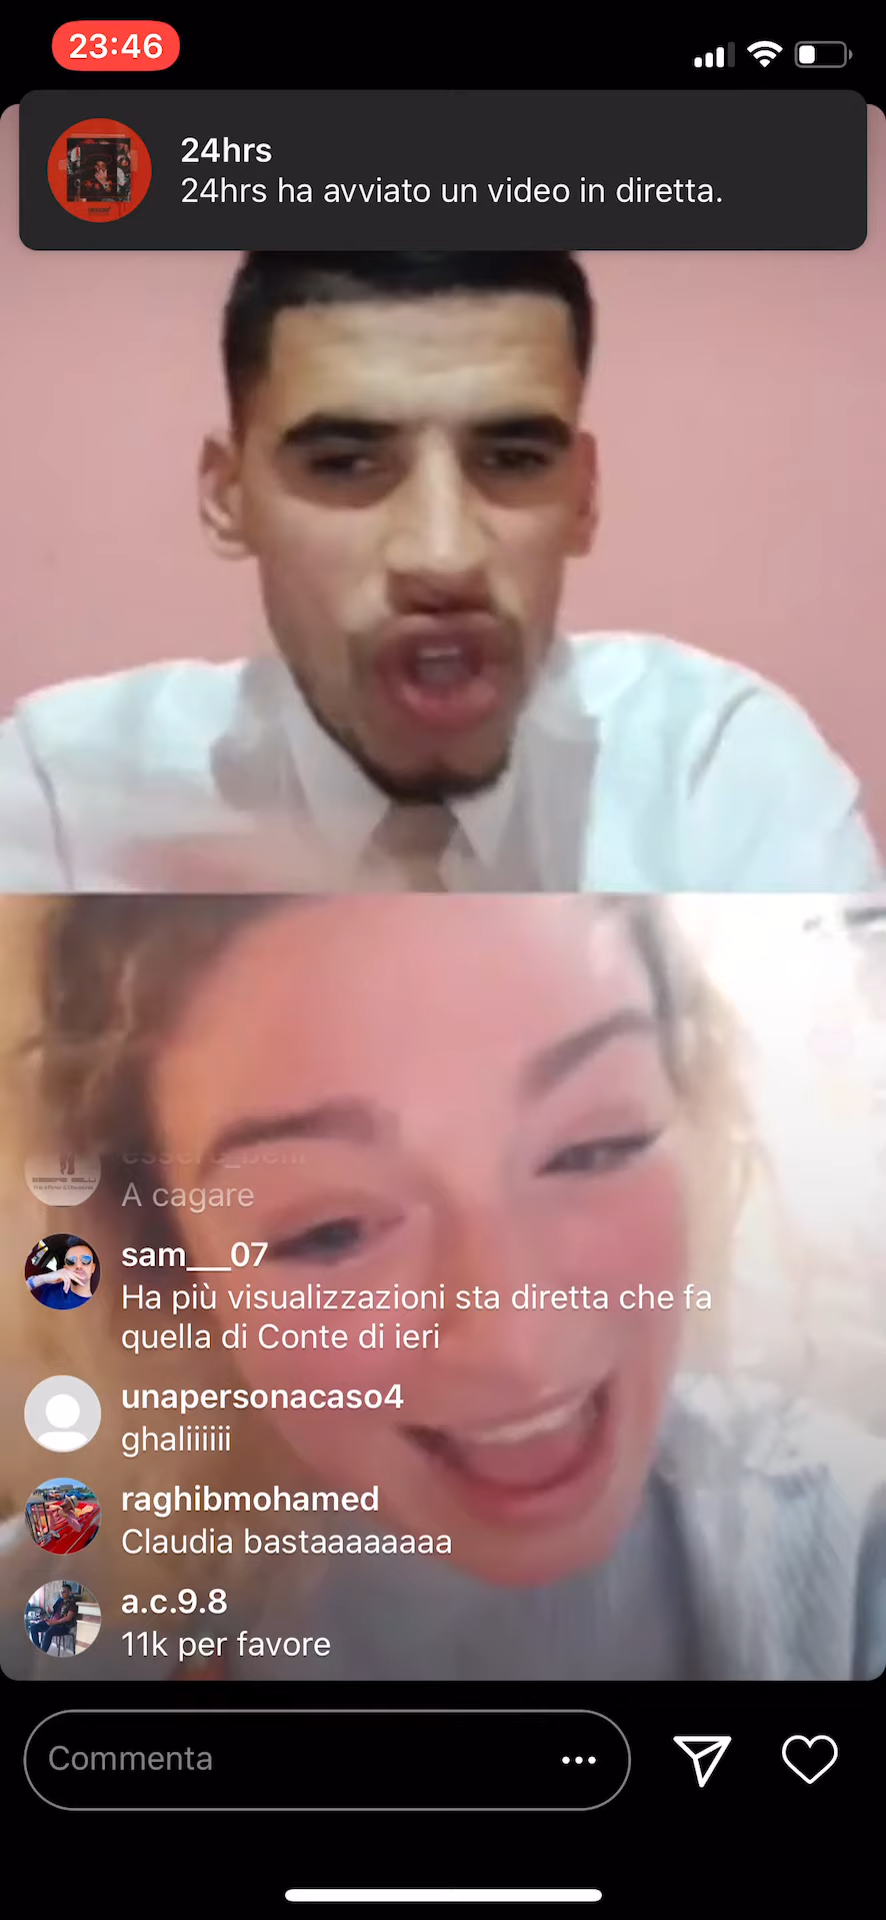 23:46
24hrs
24hrs ha avviato un video in diretta.
A cagare
sam___07
Ha più visualizzazioni sta diretta che fa
quella di Conte di ieri
unapersonacaso4
ghaliiiiii
raghibmohamed
Claudia bastaaaaaaaa
a.c.9.8
11k per favore
Commenta